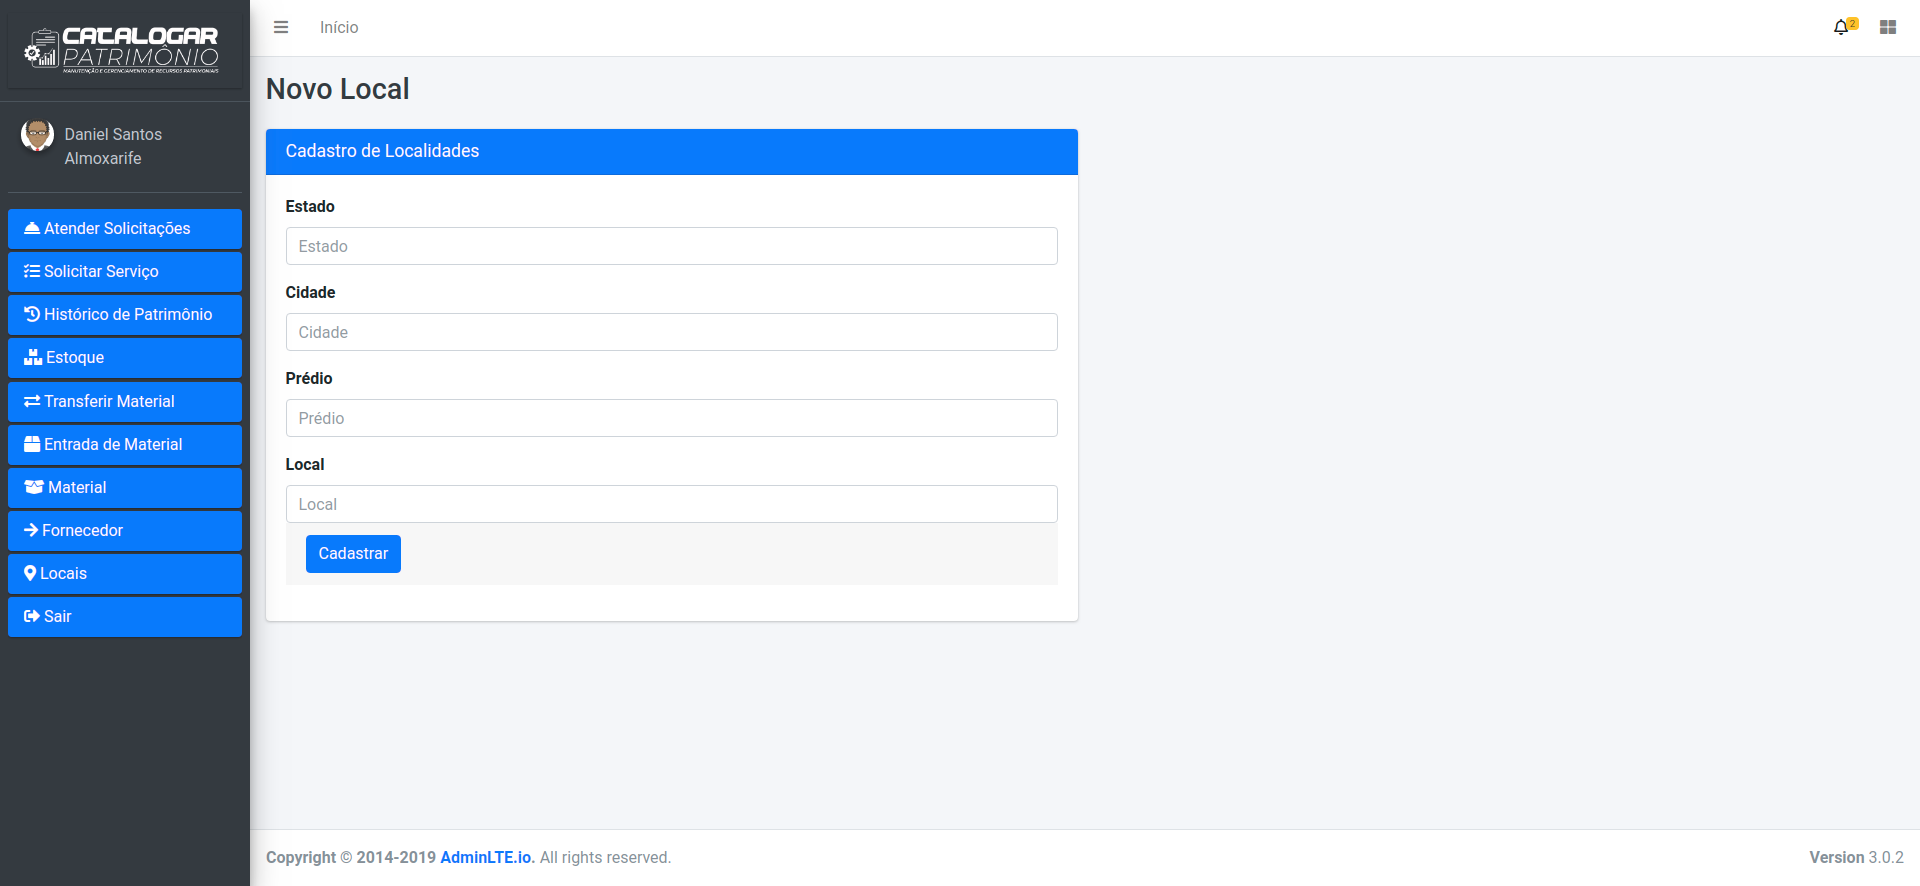 CATALOGAR
PATRIMÔNIO
MANUTENÇÃO E GERENCIAMENTO DE RECURSOS PATRIMONIAIS
Daniel Santos
Almoxarife
Atender Solicitações
Solicitar Serviço
Histórico de Patrimônio
Estoque
Transferir Material
Entrada de Material
Material
Fornecedor
Locais
Sair
Início
2
Novo Local
Cadastro de Localidades
Estado
Estado
Cidade
Cidade
Prédio
Prédio
Local
Local
Cadastrar
Copyright © 2014-2019 AdminLTE.io. All rights reserved.
Version 3.0.2